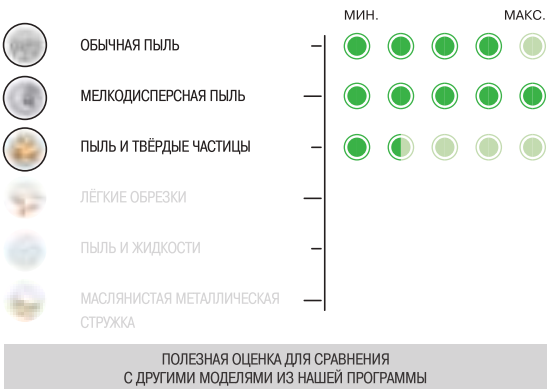 МИН. МАКС.
ОБЫЧНАЯ ПЫЛЬ
МЕЛКОДИСПЕРСНАЯ ПЫЛЬ
ПЫЛЬ И ТВЁРДЫЕ ЧАСТИЦЫ
ЛЁГКИЕ ОБРЕЗКИ
ПЫЛЬ И ЖИДКОСТИ
МАСЛЯНИСТАЯ МЕТАЛЛИЧЕСКАЯ
СТРУЖКА
ПОЛЕЗНАЯ ОЦЕНКА ДЛЯ СРАВНЕНИЯ
С ДРУГИМИ МОДЕЛЯМИ ИЗ НАШЕЙ ПРОГРАММЫ